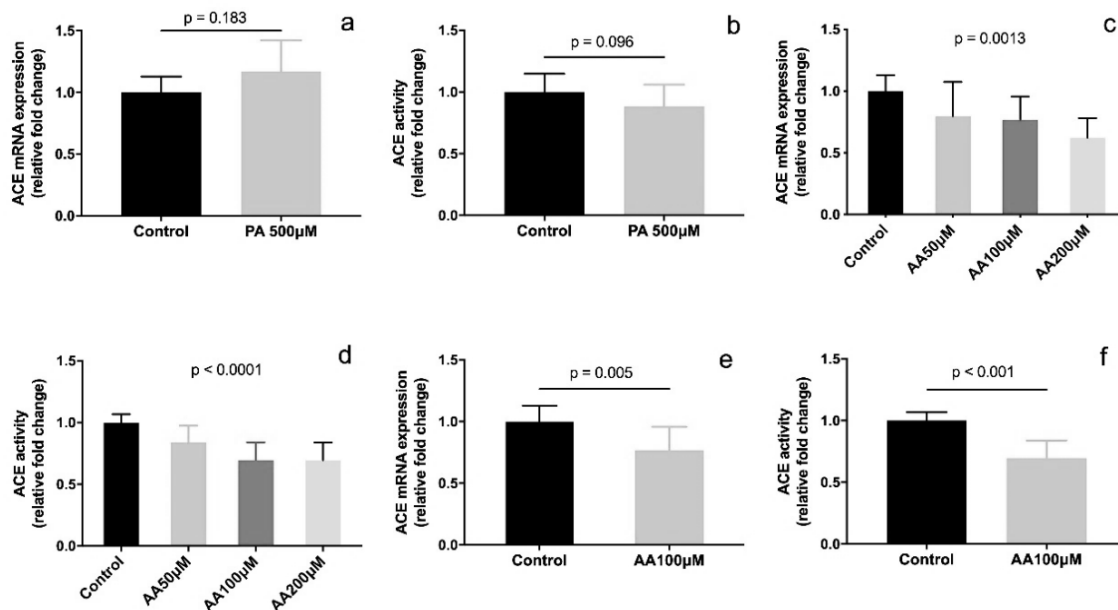 a
p = 0.183
ACE mRNA expression
(relative fold change)
1.5
1.0
0.5
0.0
Control
PA 500µM
b
p = 0.096
ACE activity
(relative fold change)
1.5
1.0
0.5
0.0
Control
PA 500µM
c
p = 0.0013
ACE mRNA expression
(relative fold change)
1.5
1.0
0.5
0.0
Control
AA50µM
AA100µM
AA200µM
d
p < 0.0001
ACE activity
(relative fold change)
1.5
1.0
0.5
0.0
Control
AA50µM
AA100µM
AA200µM
e
p = 0.005
ACE mRNA expression
(relative fold change)
1.5
1.0
0.5
0.0
Control
AA100µM
f
p < 0.001
ACE activity
(relative fold change)
1.5
1.0
0.5
0.0
Control
AA100µM